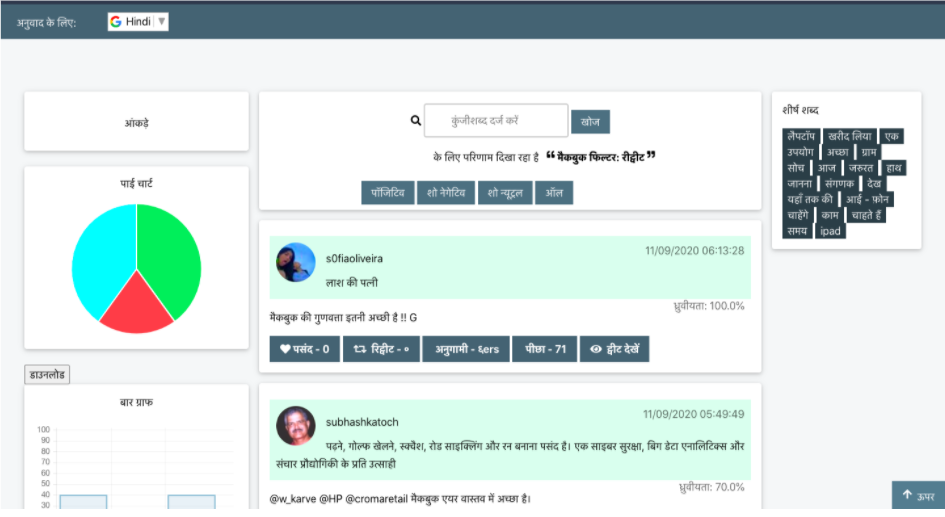 अनुवाद के लिए:
Hindi
आंकड़े
पाई चार्ट
डाउनलोड
बार ग्राफ
100
90
80
70
60
50
40
30
कुंजीशब्द दर्ज करें
खोज
के लिए परिणाम दिखा रहा है “ मैकबुक फिल्टर: रीट्वीट ”
पॉजिटिव शो नेगेटिव शो न्यूट्रल ऑल
s0fiaoliveira 11/09/2020 06:13:28
लाश की पत्नी
ध्रुवीयता: 100.0%
मैकबुक की गुणवत्ता इतनी अच्छी है !! G
पसंद - 0 रिट्वीट - ० अनुगामी - ६ers पीछा - 71 ट्वीट देखें
subhashkatoch 11/09/2020 05:49:49
पढ़ने, गोल्फ खेलने, स्क्वैश, रोड साइक्लिंग और रन बनाना पसंद है। एक साइबर सुरक्षा, बिग डेटा एनालिटिक्स और
संचार प्रौद्योगिकी के प्रति उत्साही
ध्रुवीयता: 70.0%
@w_karve @HP @cromaretail मैकबुक एयर वास्तव में अच्छा है।
शीर्ष शब्द
लैपटॉप खरीद लिया एक
उपयोग अच्छा ग्राम
सोच आज जरुरत हाथ
जानना संगणक देख
यहाँ तक की आई - फ़ोन
चाहेंगे काम चाहते हैं
समय ipad
ऊपर